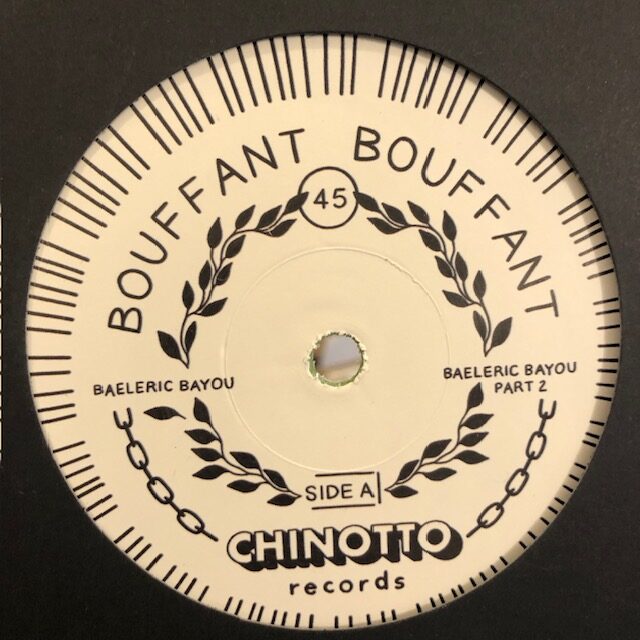 BOUFFANT BOUFFANT
45
BAELERIC BAYOU
BAELERIC BAYOU
PART 2
SIDE A
CHINOTTO
records